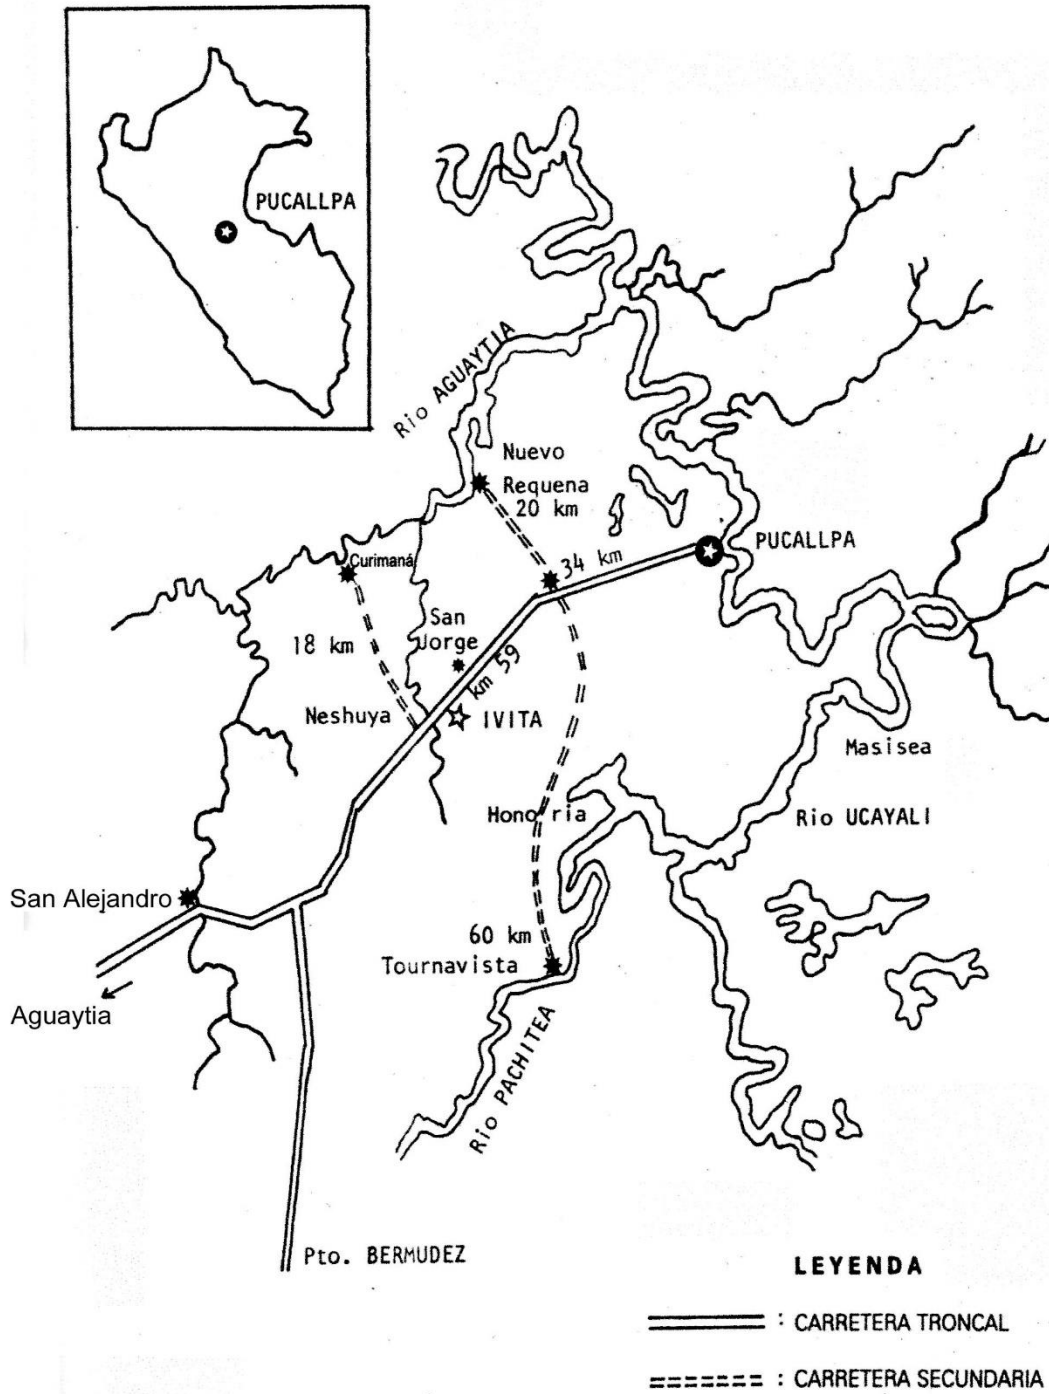 PUCALLPA
Rio AGUAYTIA
Nuevo
Requena
20 km
34 km
PUCALLPA
Curimaná
San
Jorge
18 km
km 59
Neshuya
IVITA
Masisea
Honoria
Rio UCAYALI
San Alejandro
60 km
Tournavista
Aguaytia
Rio PACHITEA
Pto. BERMUDEZ
LEYENDA
: CARRETERA TRONCAL
: CARRETERA SECUNDARIA